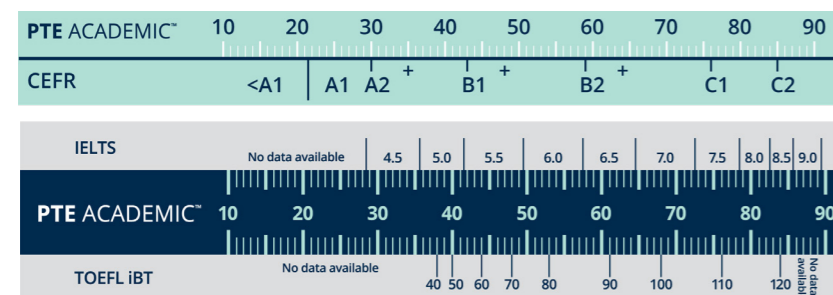 PTE ACADEMIC™ 10 20 30 40 50 60 70 80 90
CEFR <A1 A1 A2 + B1 + B2 + C1 C2
IELTS No data available 4.5 5.0 5.5 6.0 6.5 7.0 7.5 8.0 8.5 9.0
PTE ACADEMIC™ 10 20 30 40 50 60 70 80 90
TOEFL iBT No data available 40 50 60 70 80 90 100 110 120 No data